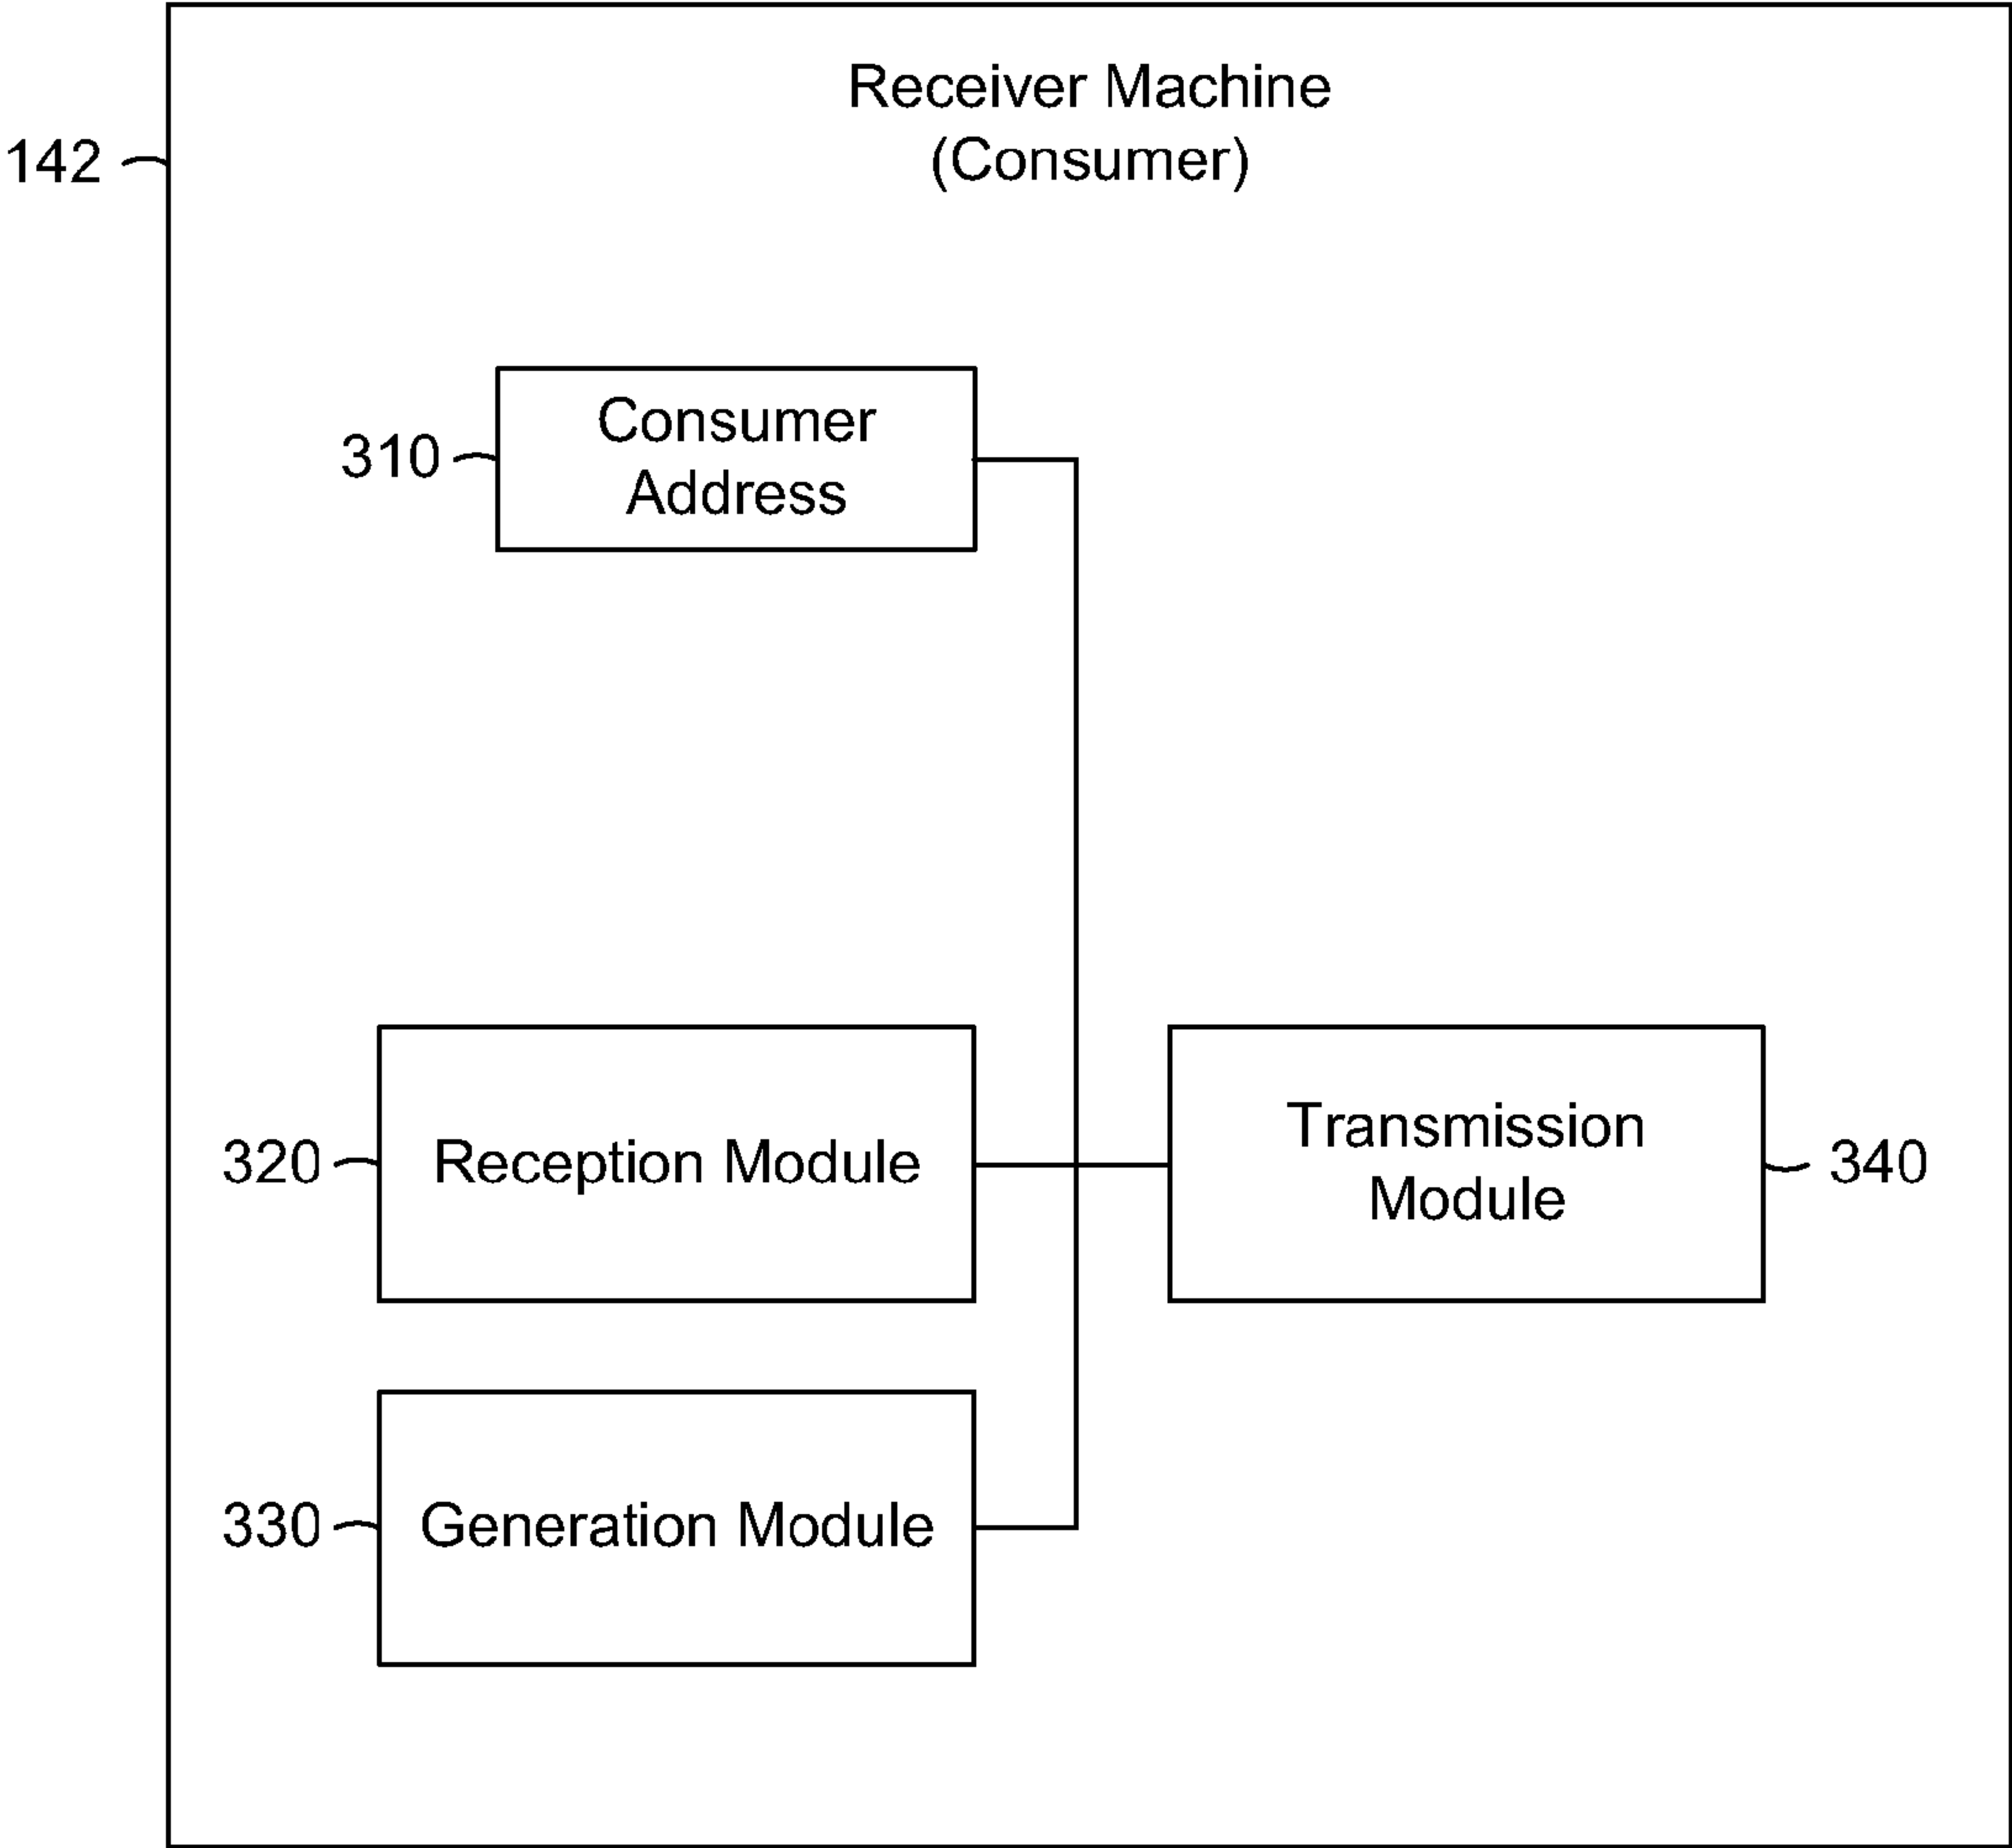 Receiver Machine
(Consumer)
142
310
Consumer
Address
320
Reception Module
Transmission
Module
340
330
Generation Module